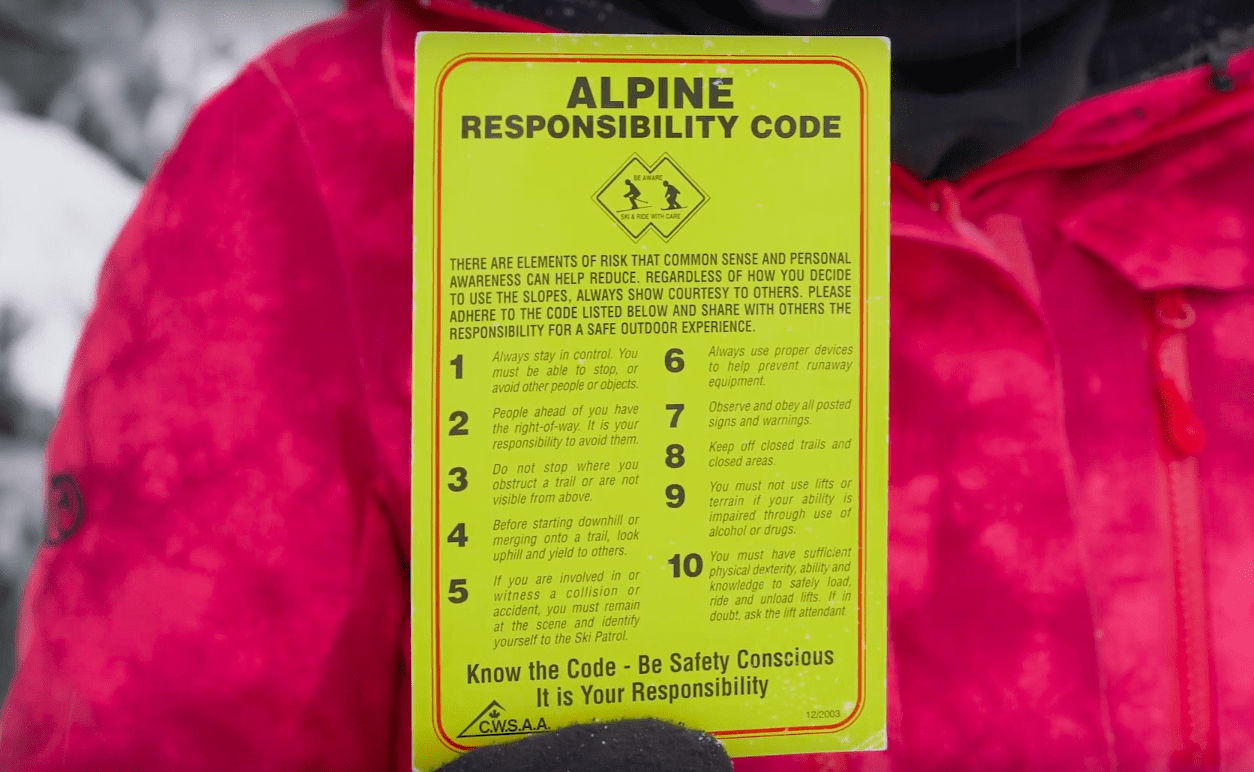 ALPINE
RESPONSIBILITY CODE
BE AWARE
SKI & RIDE WITH CARE
THERE ARE ELEMENTS OF RISK THAT COMMON SENSE AND PERSONAL
AWARENESS CAN HELP REDUCE. REGARDLESS OF HOW YOU DECIDE
TO USE THE SLOPES, ALWAYS SHOW COURTESY TO OTHERS. PLEASE
ADHERE TO THE CODE LISTED BELOW AND SHARE WITH OTHERS THE
RESPONSIBILITY FOR A SAFE OUTDOOR EXPERIENCE.
1 Always stay in control. You
must be able to stop, or
avoid other people or objects.
2 People ahead of you have
the right-of-way. It is your
responsibility to avoid them.
3 Do not stop where you
obstruct a trail or are not
visible from above.
4 Before starting downhill or
merging onto a trail, look
uphill and yield to others.
5 If you are involved in or
witness a collision or
accident, you must remain
at the scene and identify
yourself to the Ski Patrol.
6 Always use proper devices
to help prevent runaway
equipment.
7 Observe and obey all posted
signs and warnings.
8 Keep off closed trails and
closed areas.
9 You must not use lifts or
terrain if your ability is
impaired through use of
alcohol or drugs.
10 You must have sufficient
physical dexterity, ability and
knowledge to safely load,
ride and unload lifts. If in
doubt, ask the lift attendant.
Know the Code - Be Safety Conscious
It is Your Responsibility
C.W.S.A.A.
12/2003